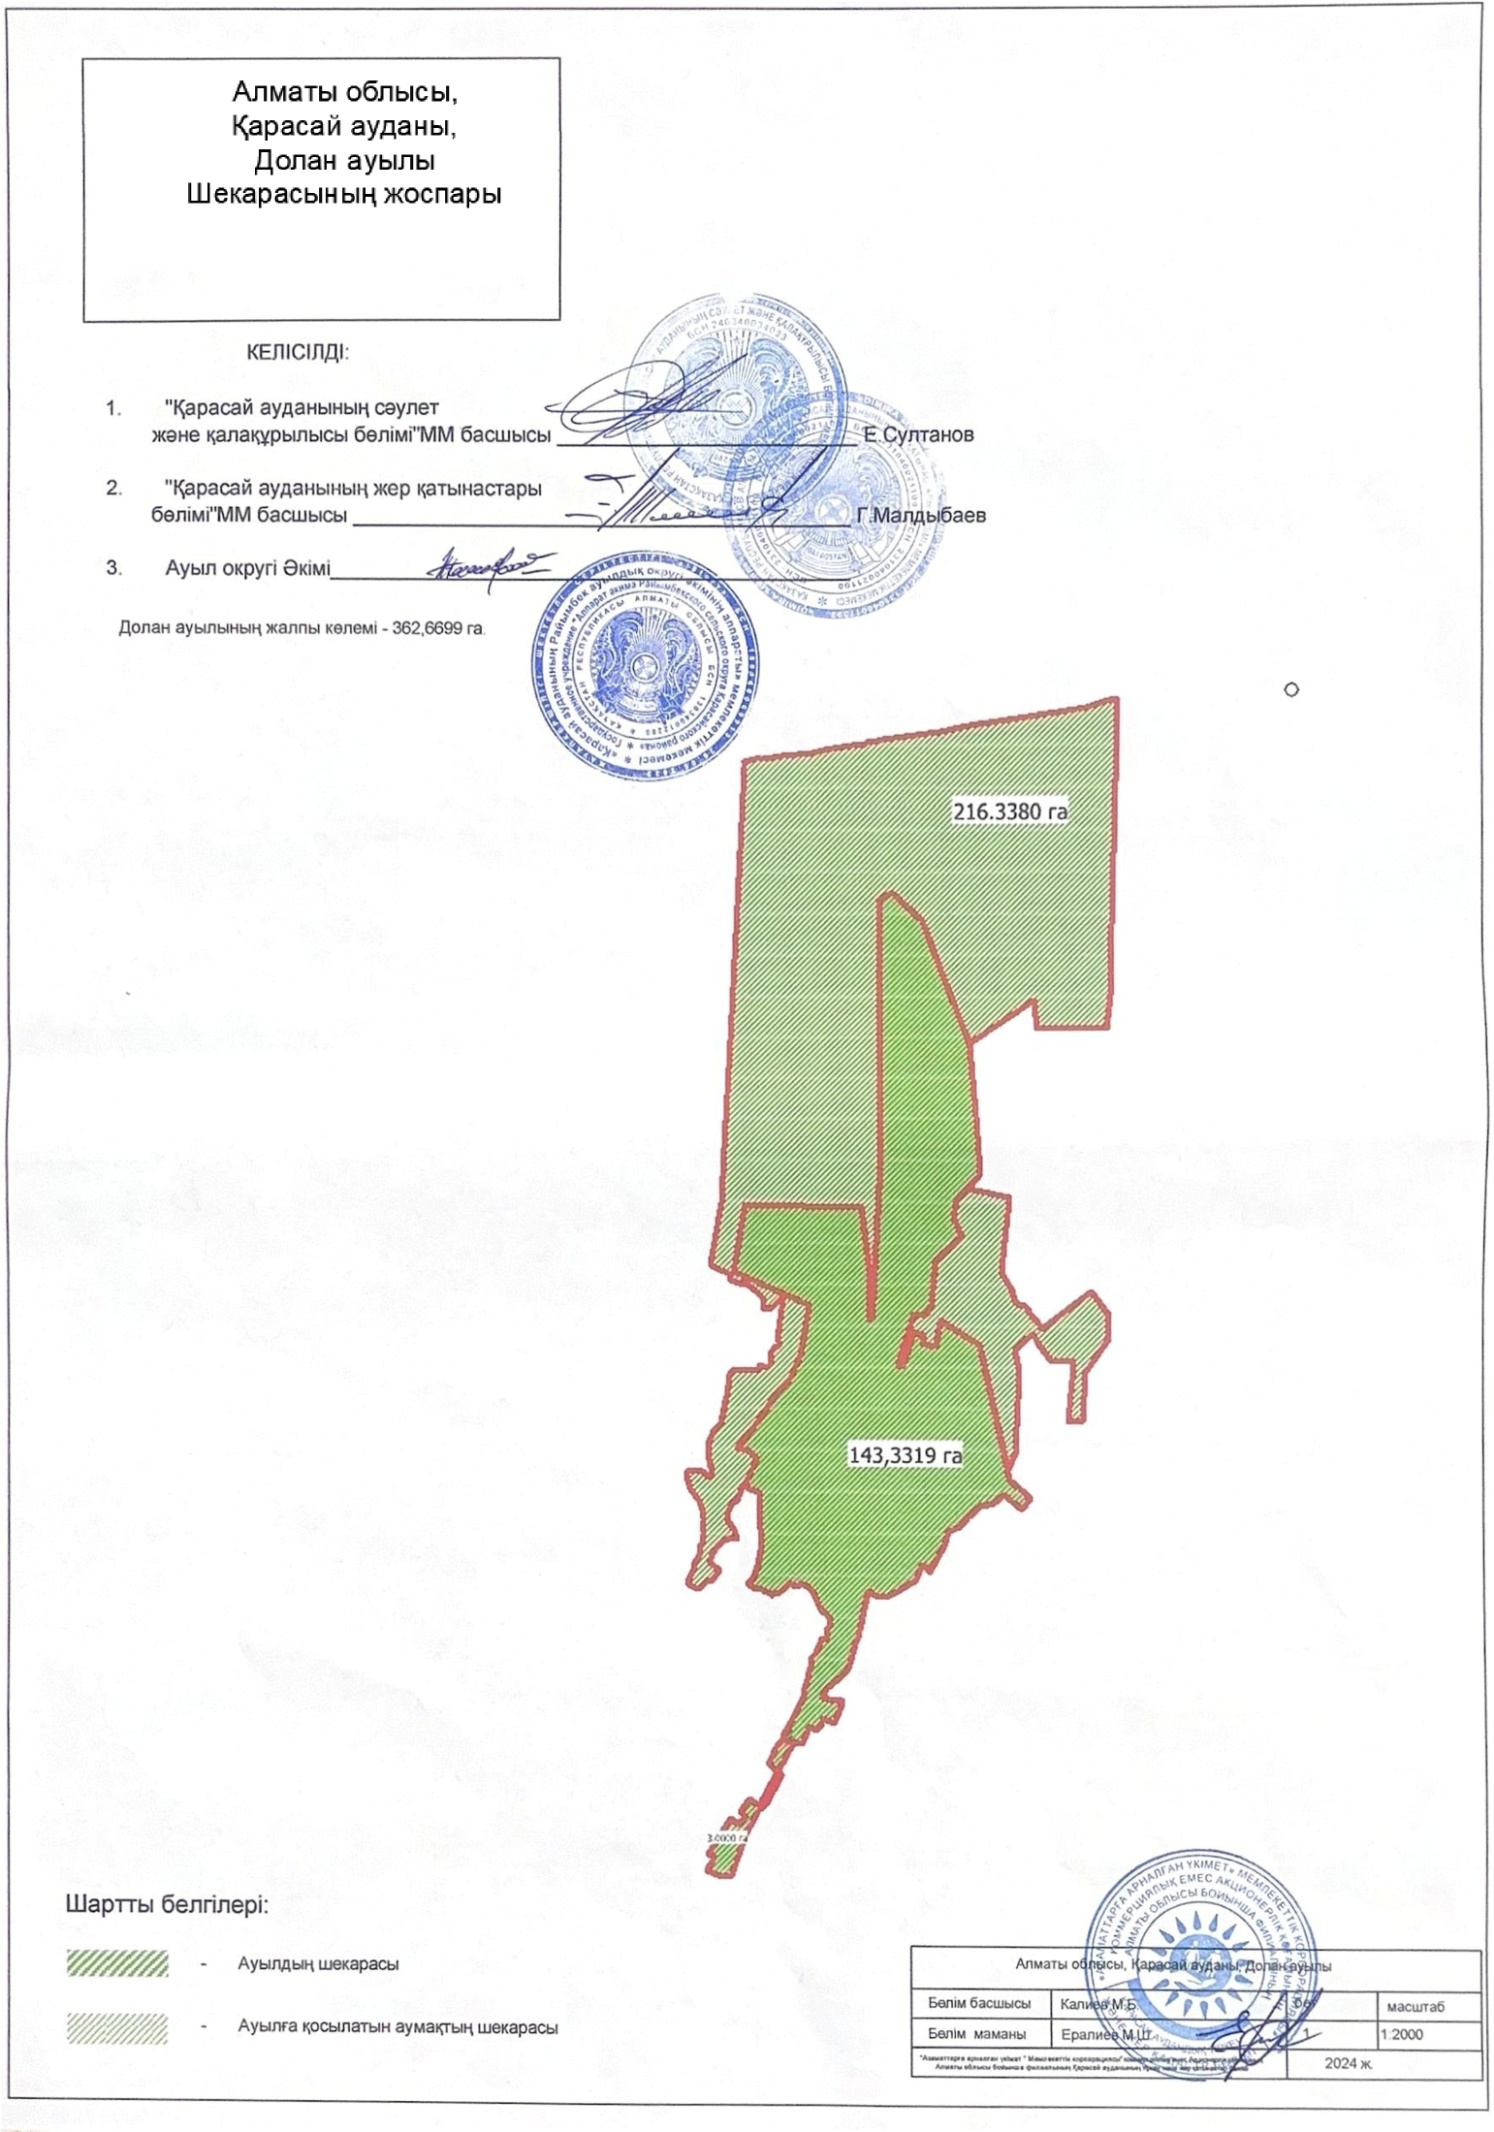 Алматы облысы,
Қарасай ауданы,
Долан ауылы
Шекарасының жоспары
КЕЛІСІЛДІ:
1. "Қарасай ауданының сәулет
және қалақұрылысы бөлімі"ММ басшысы Е.Султанов
2. "Қарасай ауданының жер қатынастары
бөлімі"ММ басшысы Г.Малдыбаев
3. Ауыл округі Әкімі
Долан ауылының жалпы көлемі - 362,6699 га.
216.3380 га
143,3319 га
3.0000 га
Шартты белгілері:
- Ауылдың шекарасы
- Ауылға қосылатын аумақтың шекарасы
Алматы облысы, Қарасай ауданы, Долан ауылы
Бөлім басшысы Калиев М.Б. масштаб
Бөлім маманы Ералиев М.Ш. 1 1:2000
2024 ж.